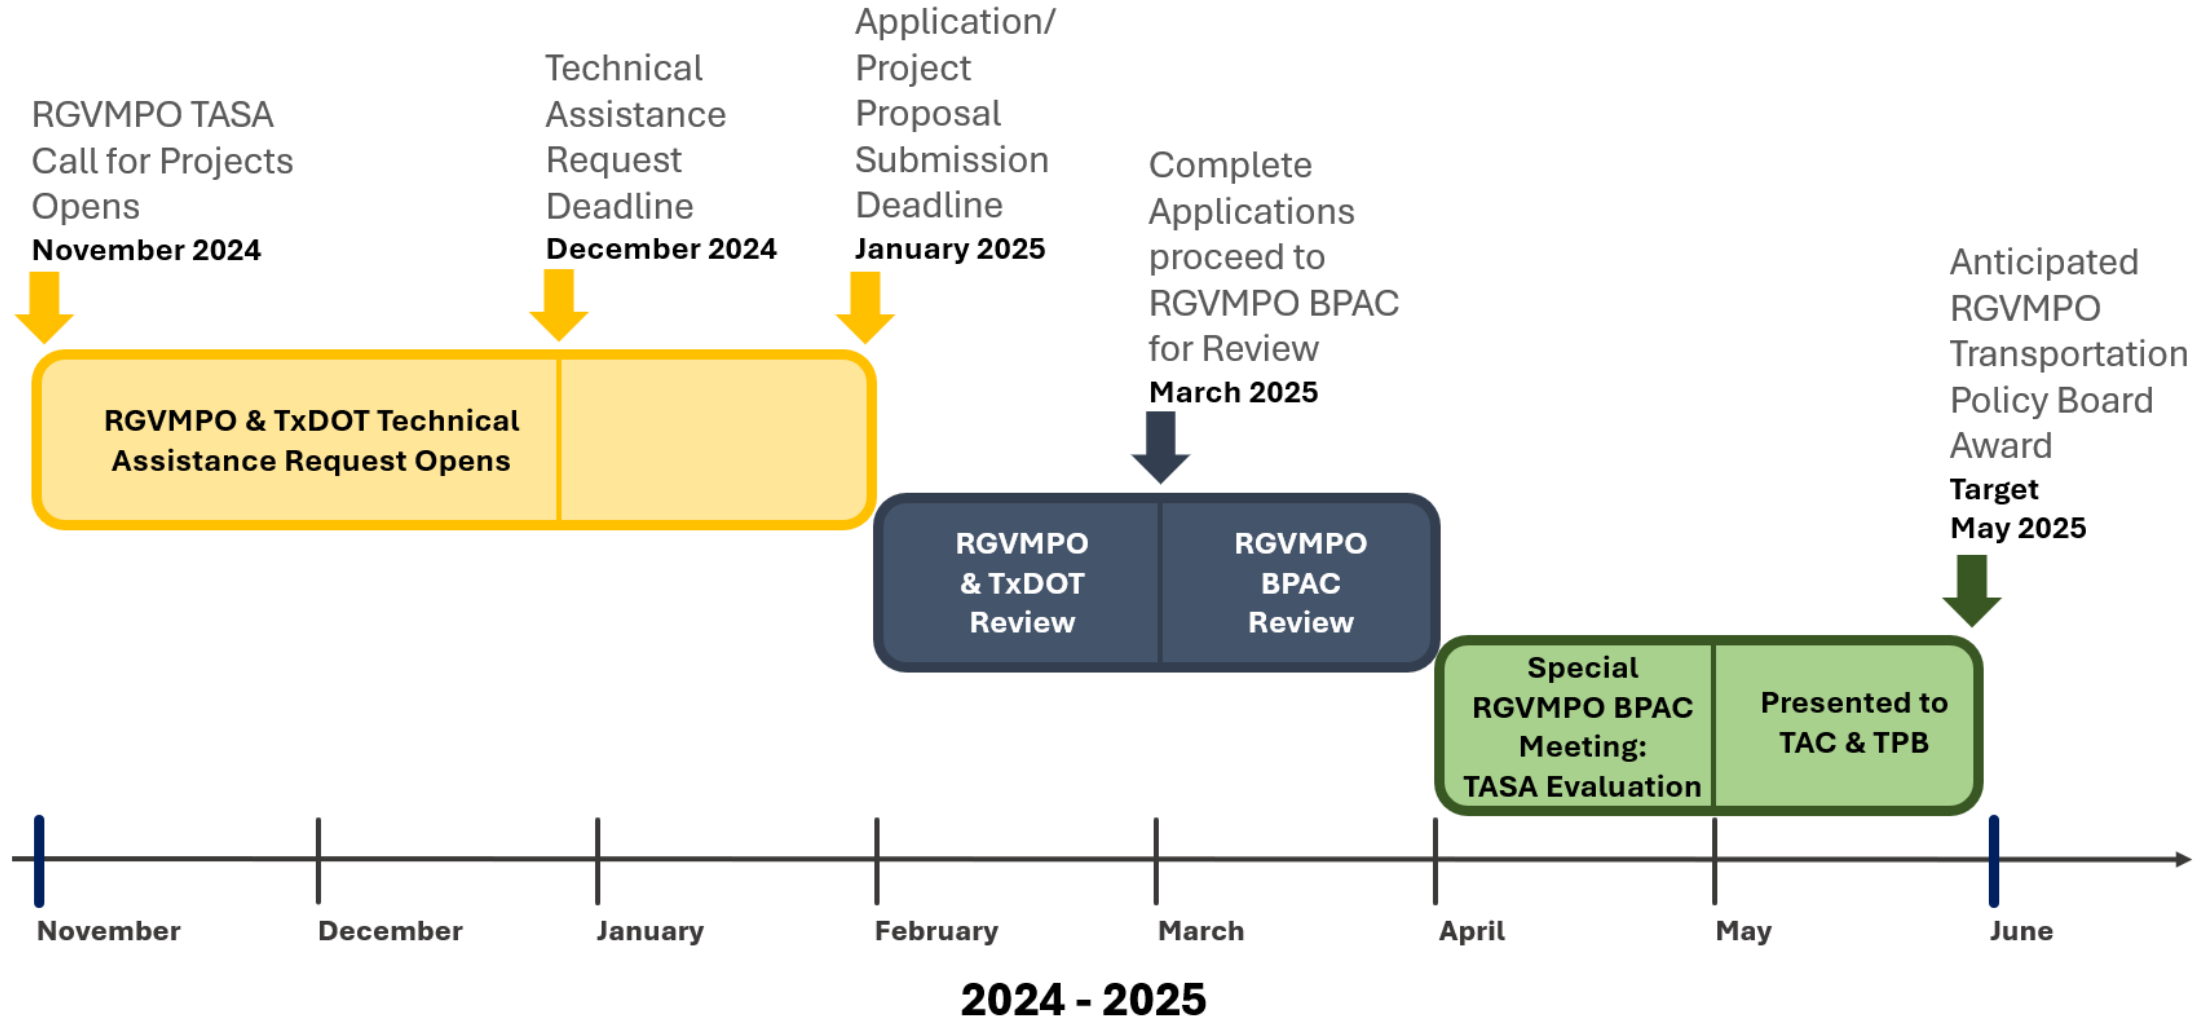 RGVMPO TASA
Call for Projects
Opens
November 2024
Technical
Assistance
Request
Deadline
December 2024
Application/
Project
Proposal
Submission
Deadline
January 2025
Complete
Applications
proceed to
RGVMPO BPAC
for Review
March 2025
Anticipated
RGVMPO
Transportation
Policy Board
Award
Target
May 2025
RGVMPO & TxDOT Technical
Assistance Request Opens
RGVMPO
& TxDOT
Review
RGVMPO
BPAC
Review
Special
RGVMPO BPAC
Meeting:
TASA Evaluation
Presented to
TAC & TPB
November
December
January
February
March
April
May
June
2024 - 2025